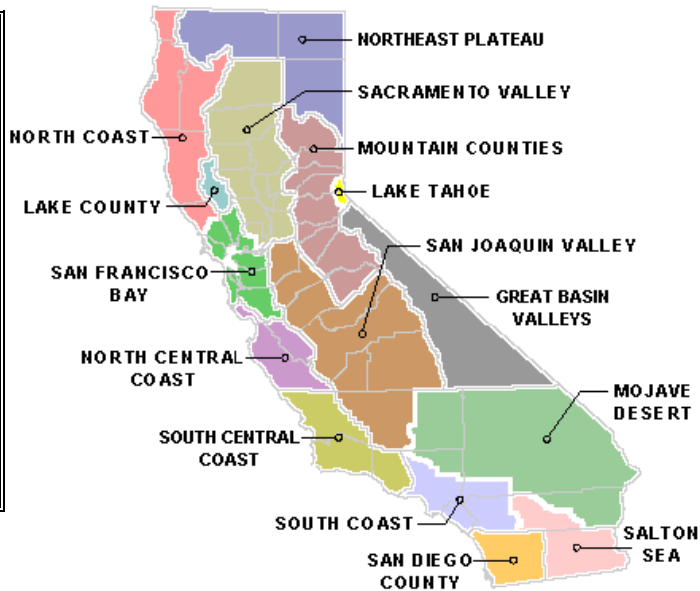 NORTHEAST PLATEAU
SACRAMENTO VALLEY
NORTH COAST
MOUNTAIN COUNTIES
LAKE TAHOE
LAKE COUNTY
SAN JOAQUIN VALLEY
SAN FRANCISCO
BAY
GREAT BASIN
VALLEYS
NORTH CENTRAL
COAST
MOJAVE
DESERT
SOUTH CENTRAL
COAST
SOUTH COAST
SALTON
SEA
SAN DIEGO
COUNTY